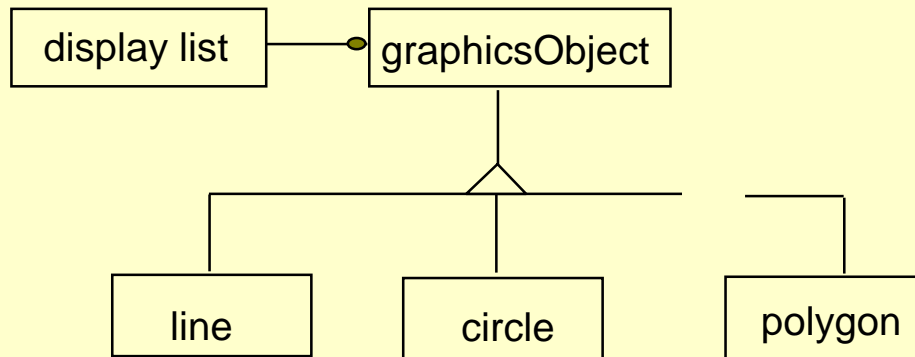 display list
graphicsObject
line
circle
polygon